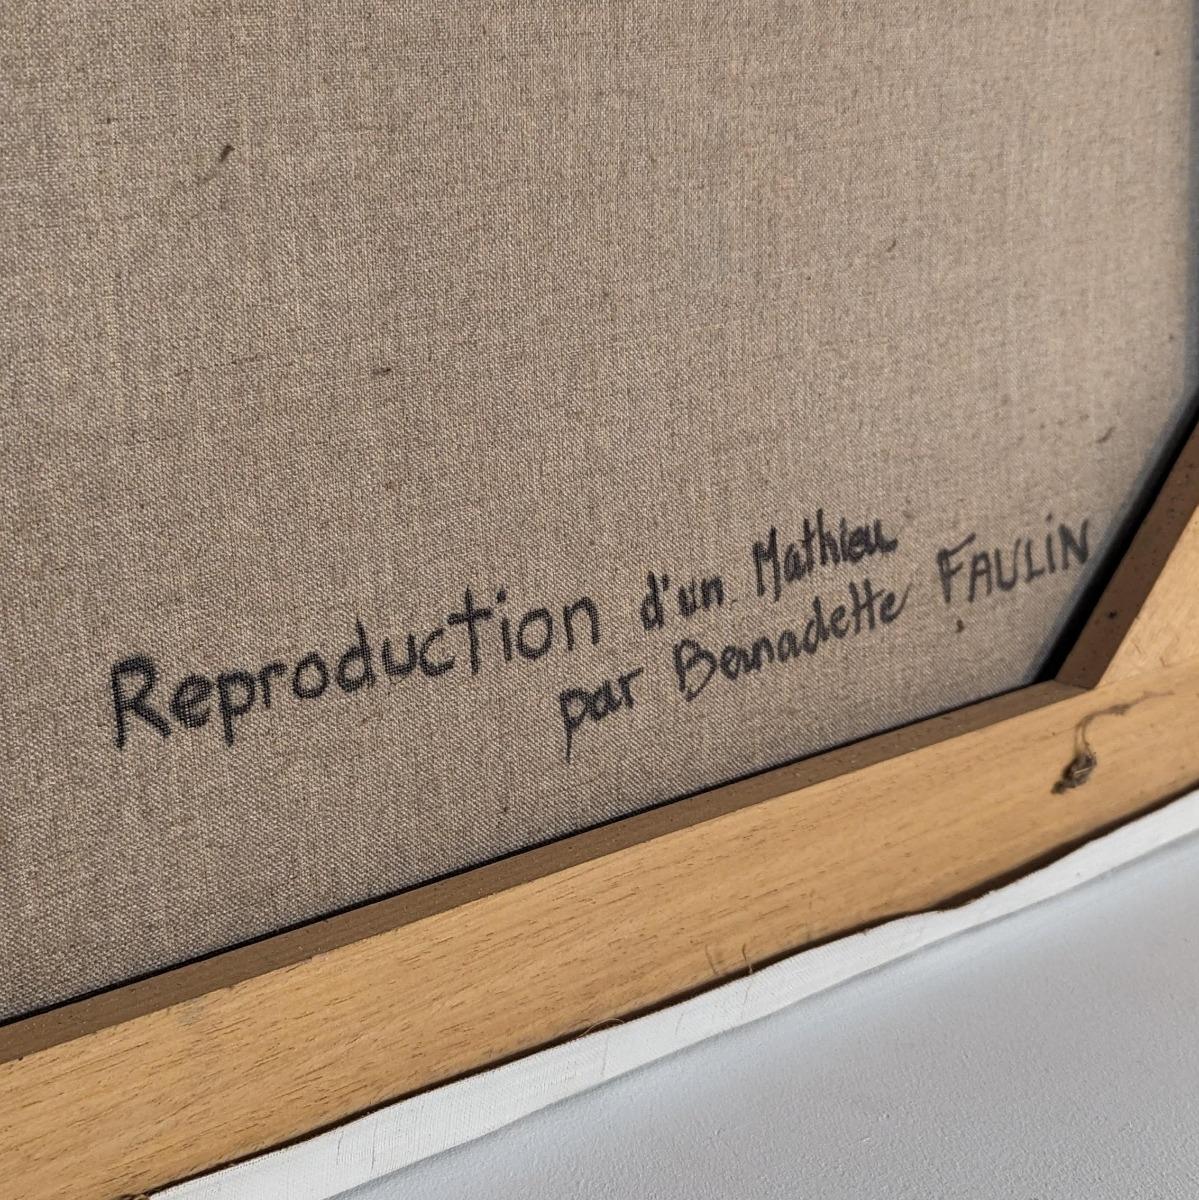 Reproduction d'un Mathieu
par Bernadette FAULIN